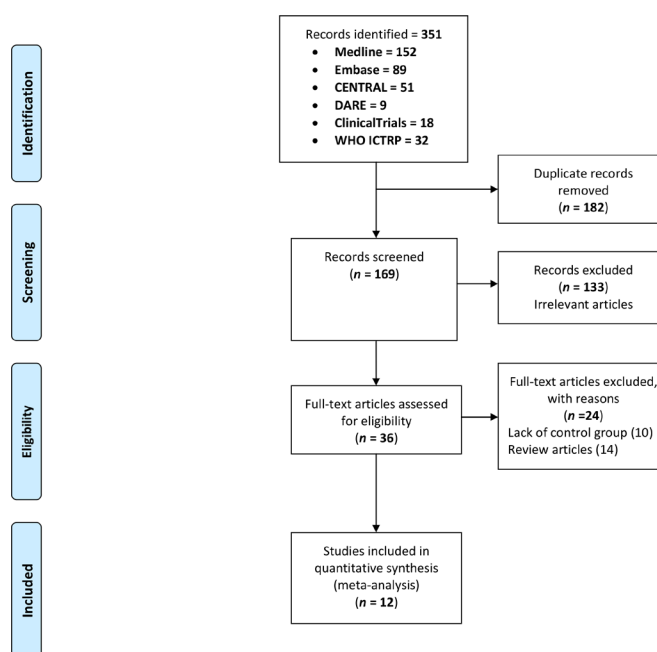 Identification
Records identified = 351
• Medline = 152
• Embase = 89
• CENTRAL = 51
• DARE = 9
• ClinicalTrials = 18
• WHO ICTRP = 32
Duplicate records
removed
(n = 182)
Screening
Records screened
(n = 169)
Records excluded
(n = 133)
Irrelevant articles
Eligibility
Full-text articles assessed
for eligibility
(n = 36)
Full-text articles excluded,
with reasons
(n =24)
Lack of control group (10)
Review articles (14)
Included
Studies included in
quantitative synthesis
(meta-analysis)
(n = 12)